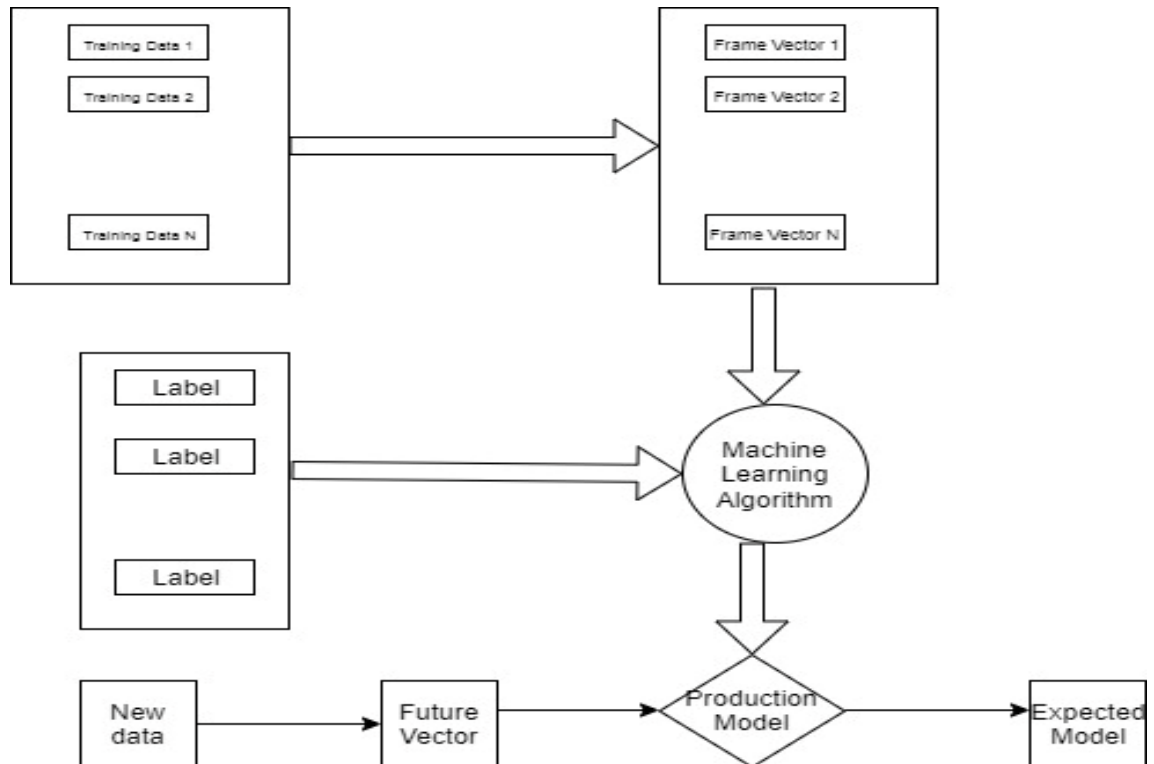 Training Data 1
Training Data 2
Training Data N
Frame Vector 1
Frame Vector 2
Frame Vector N
Label
Label
Label
Machine
Learning
Algorithm
New
data
Future
Vector
Production
Model
Expected
Model